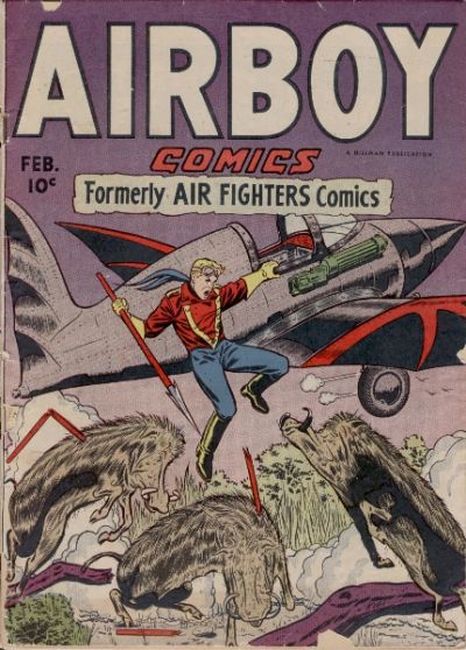 AIRBOY
COMICS
A HILLMAN PUBLICATION
FEB.
10¢
Formerly AIR FIGHTERS Comics